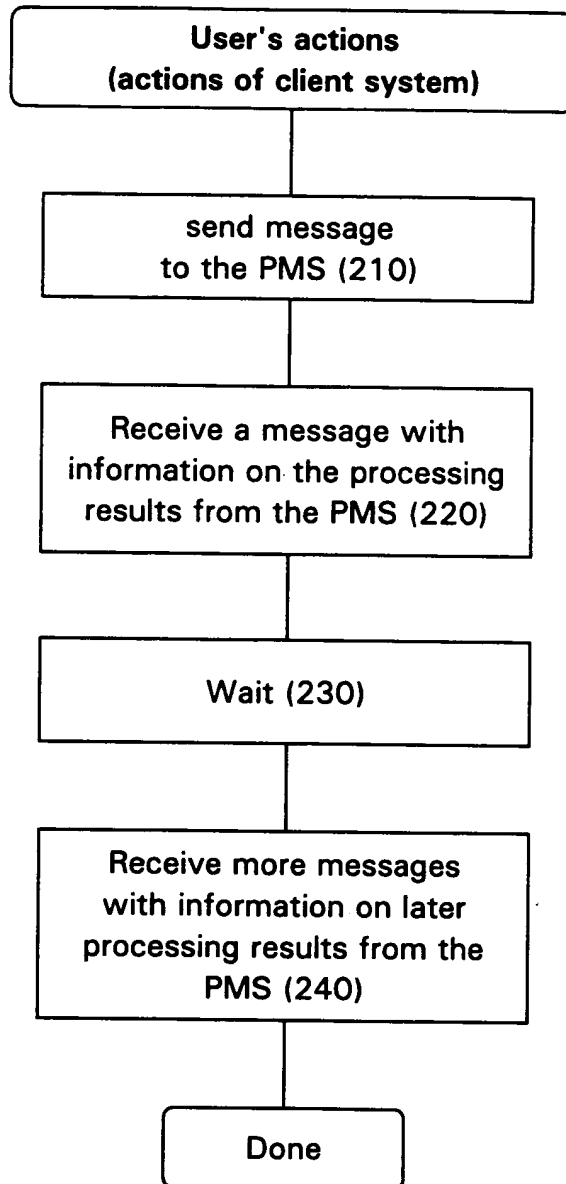 User's actions
(actions of client system)
send message
to the PMS (210)
Receive a message with
information on the processing
results from the PMS (220)
Wait (230)
Receive more messages
with information on later
processing results from the
PMS (240)
Done